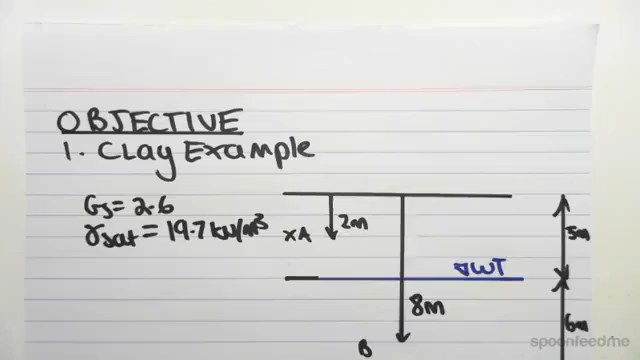 OBJECTIVE
1. Clay Example
Gs = 2.6
γsat = 19.7 kN/m³
xA
2m
5m
WT
8m
6m
B
spoonfeedme